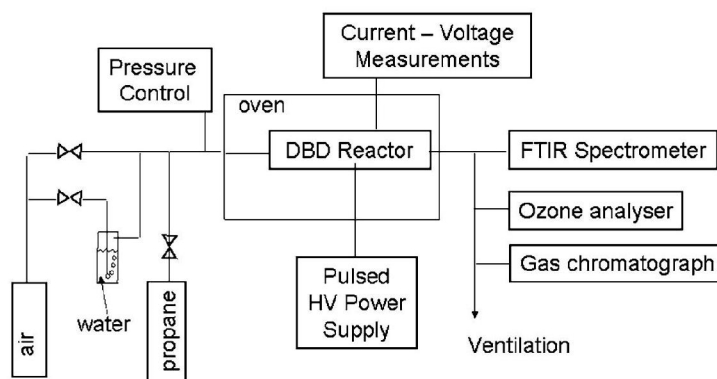 Current – Voltage
Measurements
Pressure
Control
oven
DBD Reactor
FTIR Spectrometer
Ozone analyser
Gas chromatograph
Pulsed
HV Power
Supply
air
water
propane
Ventilation